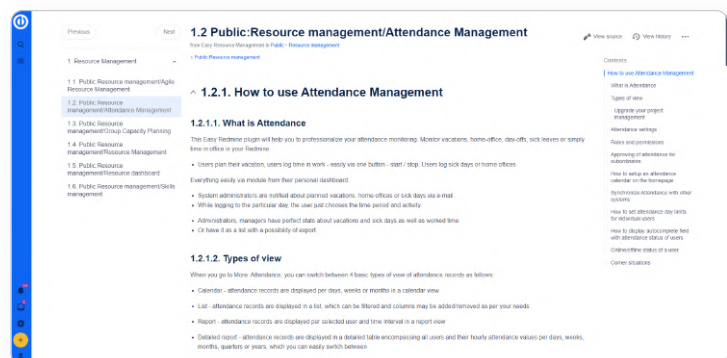 Previous
Next
1. Resource Management
1.1. Public:Resource management/Agile
Resource Management
1.2. Public:Resource
management/Attendance Management
1.3. Public:Resource
management/Group Capacity Planning
1.4. Public:Resource
management/Resource Management
1.5. Public:Resource
management/Resource dashboard
1.6. Public:Resource management/Skills
management
1.2 Public:Resource management/Attendance Management
from Easy Resource Management in Public - Resource management
< Public:Resource management
View source
View history
1.2.1. How to use Attendance Management
1.2.1.1. What is Attendance
This Easy Redmine plugin will help you to professionalize your attendance monitoring. Monitor vacations, home-office, day-offs, sick leaves or simply
time in office in your Redmine.
• Users plan their vacation, users log time in work - easily via one button - start / stop. Users log sick days or home offices.
Everything easily via module from their personal dashboard.
• System administrators are notified about planned vacations, home-offices or sick days via e-mail
• While logging to the particular day, the user just chooses the time period and activity
• Administrators, managers have perfect stats about vacations and sick days as well as worked time.
• Or have it as a list with a possibility of export.
1.2.1.2. Types of view
When you go to More: Attendance, you can switch between 4 basic types of view of attendance records as follows:
• Calendar - attendance records are displayed per days, weeks or months in a calendar view
• List - attendance records are displayed in a list, which can be filtered and columns may be added/removed as per your needs
• Report - attendance records are displayed per selected user and time interval in a report view
• Detailed report - attendance records are displayed in a detailed table encompassing all users and their hourly attendance values per days, weeks,
months, quarters or years, which you can easily switch between
Contents
How to use Attendance Management
What is Attendance
Types of view
Upgrade your project
management
Attendance settings
Roles and permissions
Approving of attendance for
subordinates
How to setup an attendance
calendar on the homepage
Synchronize Attendance with other
systems
How to set attendance day limits
for individual users
How to display autocomplete field
with attendance status of users
Online/offline status of a user
Corner situations